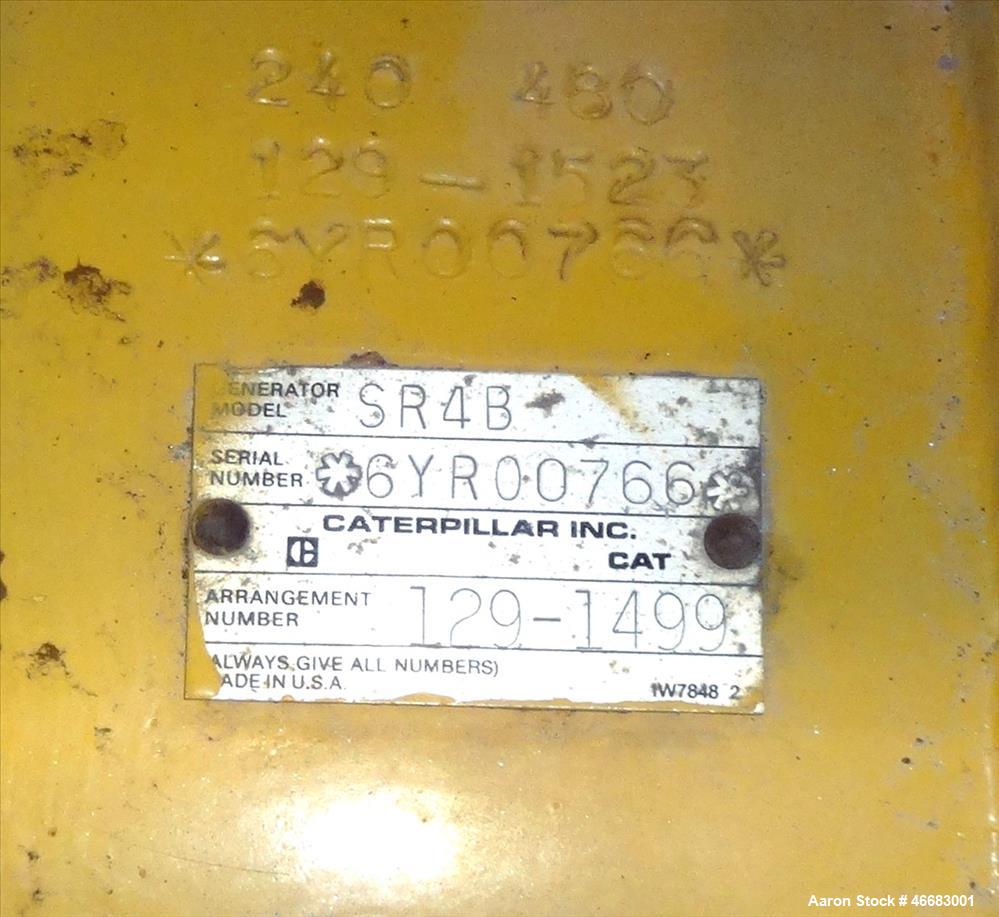 240 480
129-1523
*6YR00766*
GENERATOR MODEL SR4B
SERIAL NUMBER *6YR00766*
CATERPILLAR INC.
CAT
ARRANGEMENT NUMBER 129-1499
ALWAYS GIVE ALL NUMBERS)
ADE IN U.S.A.
1W7848 2
Aaron Stock # 46683001